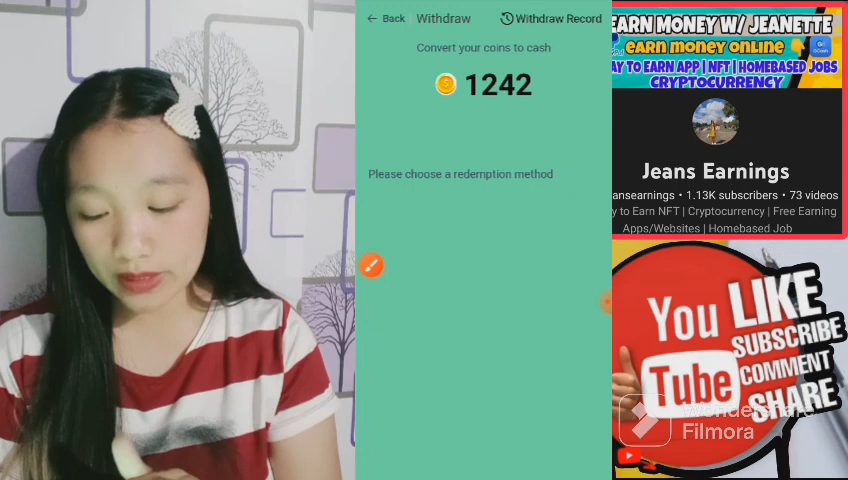 Back
Withdraw
Withdraw Record
Convert your coins to cash
1242
Please choose a redemption method
EARN MONEY W/ JEANETTE
earn money online
AY TO EARN APP | NFT | HOMEBASED JOBS
CRYPTOCURRENCY
Jeans Earnings
ansearnings • 1.13K subscribers • 73 videos
y to Earn NFT | Cryptocurrency | Free Earning
Apps/Websites | Homebased Job
You
Tube
LIKE
SUBSCRIBE
COMMENT
SHARE
Wondershare
Filmora